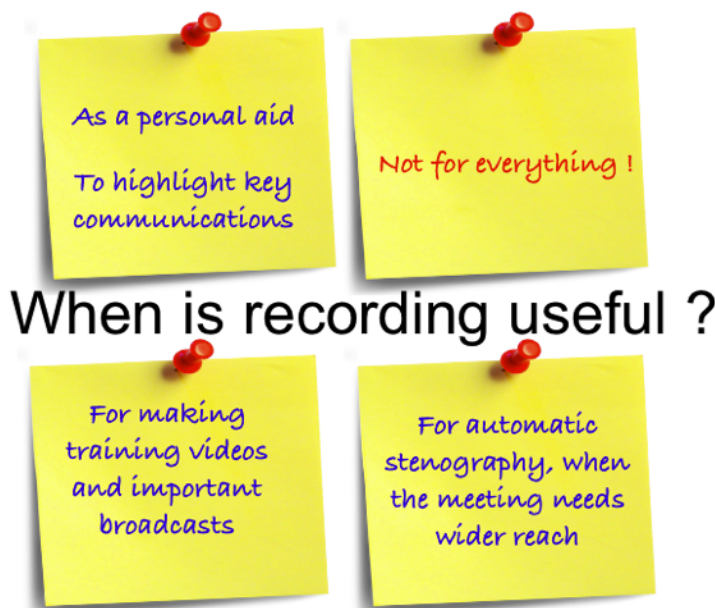 As a personal aid
To highlight key
communications
Not for everything !
When is recording useful ?
For making
training videos
and important
broadcasts
For automatic
stenography, when
the meeting needs
wider reach